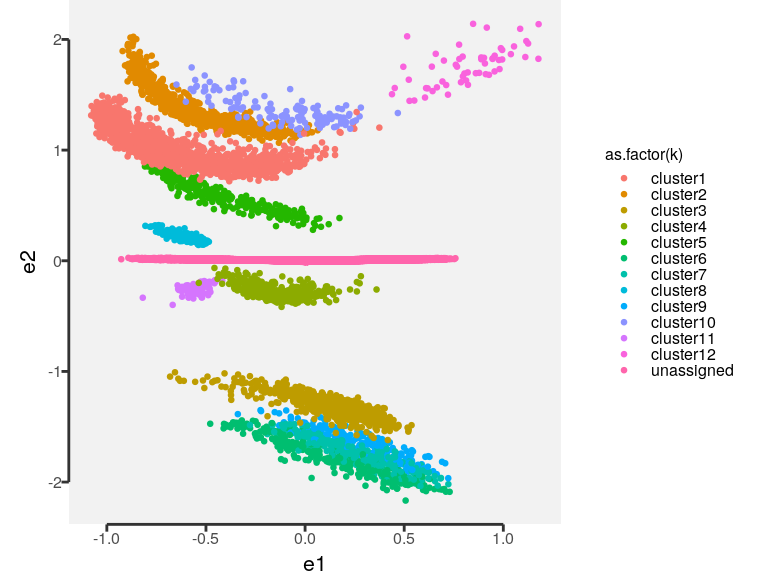 2
1
0
-1
-2
e2
-1.0 -0.5 0.0 0.5 1.0
e1
as.factor(k)
cluster1
cluster2
cluster3
cluster4
cluster5
cluster6
cluster7
cluster8
cluster9
cluster10
cluster11
cluster12
unassigned